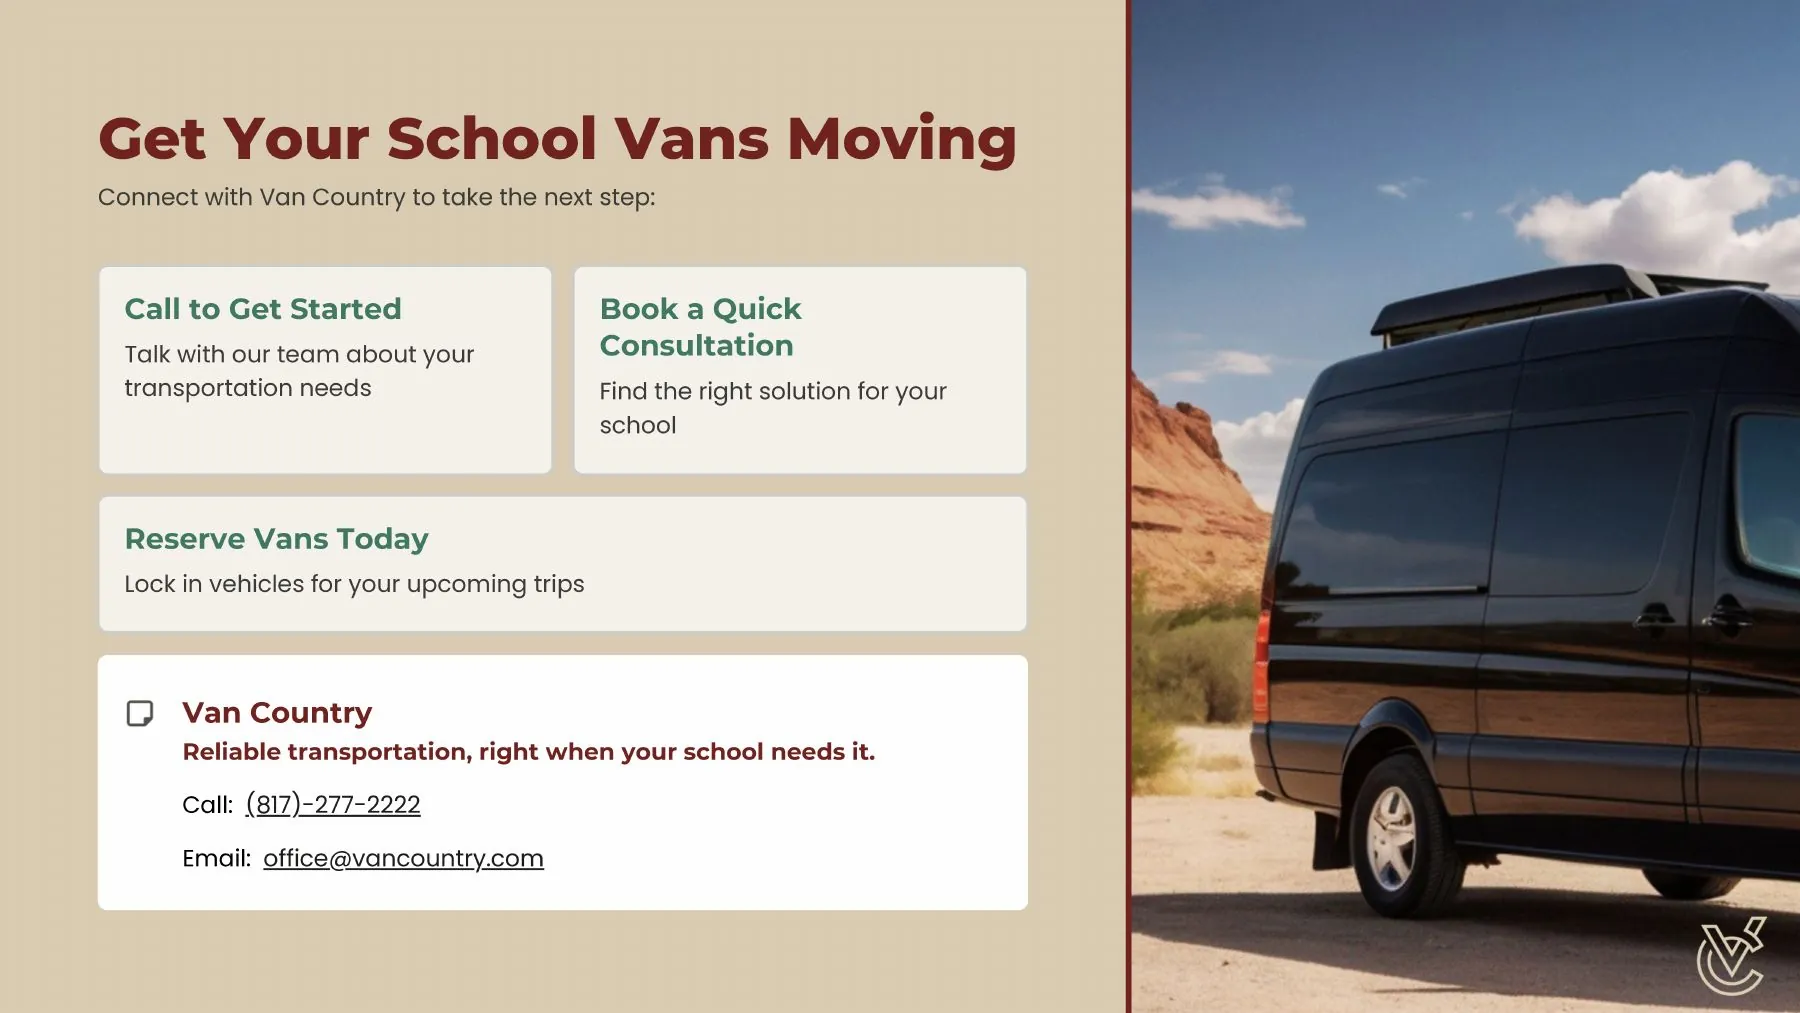 Get Your School Vans Moving
Connect with Van Country to take the next step:
Call to Get Started
Talk with our team about your
transportation needs
Book a Quick
Consultation
Find the right solution for your
school
Reserve Vans Today
Lock in vehicles for your upcoming trips
Van Country
Reliable transportation, right when your school needs it.
Call: (817)-277-2222
Email: office@vancountry.com
VC